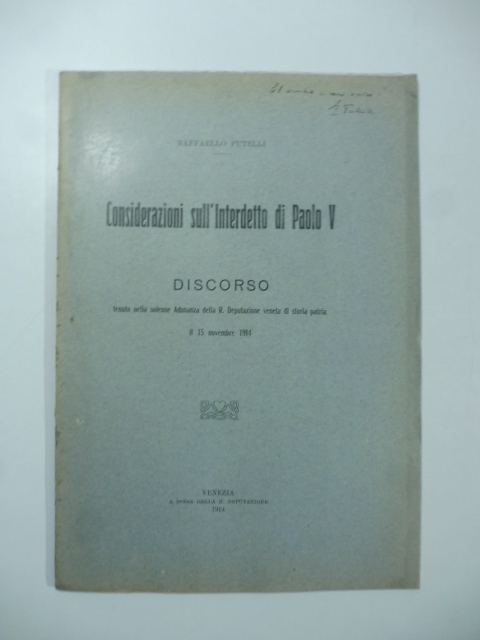 RAFFAELLO PUTELLI
Considerazioni sull'Interdetto di Paolo V
DISCORSO
tenuto nella solenne Adunanza della R. Deputazione veneta di storia patria
il 15 novembre 1914
VENEZIA
A SPESE DELLA R. DEPUTAZIONE
1914